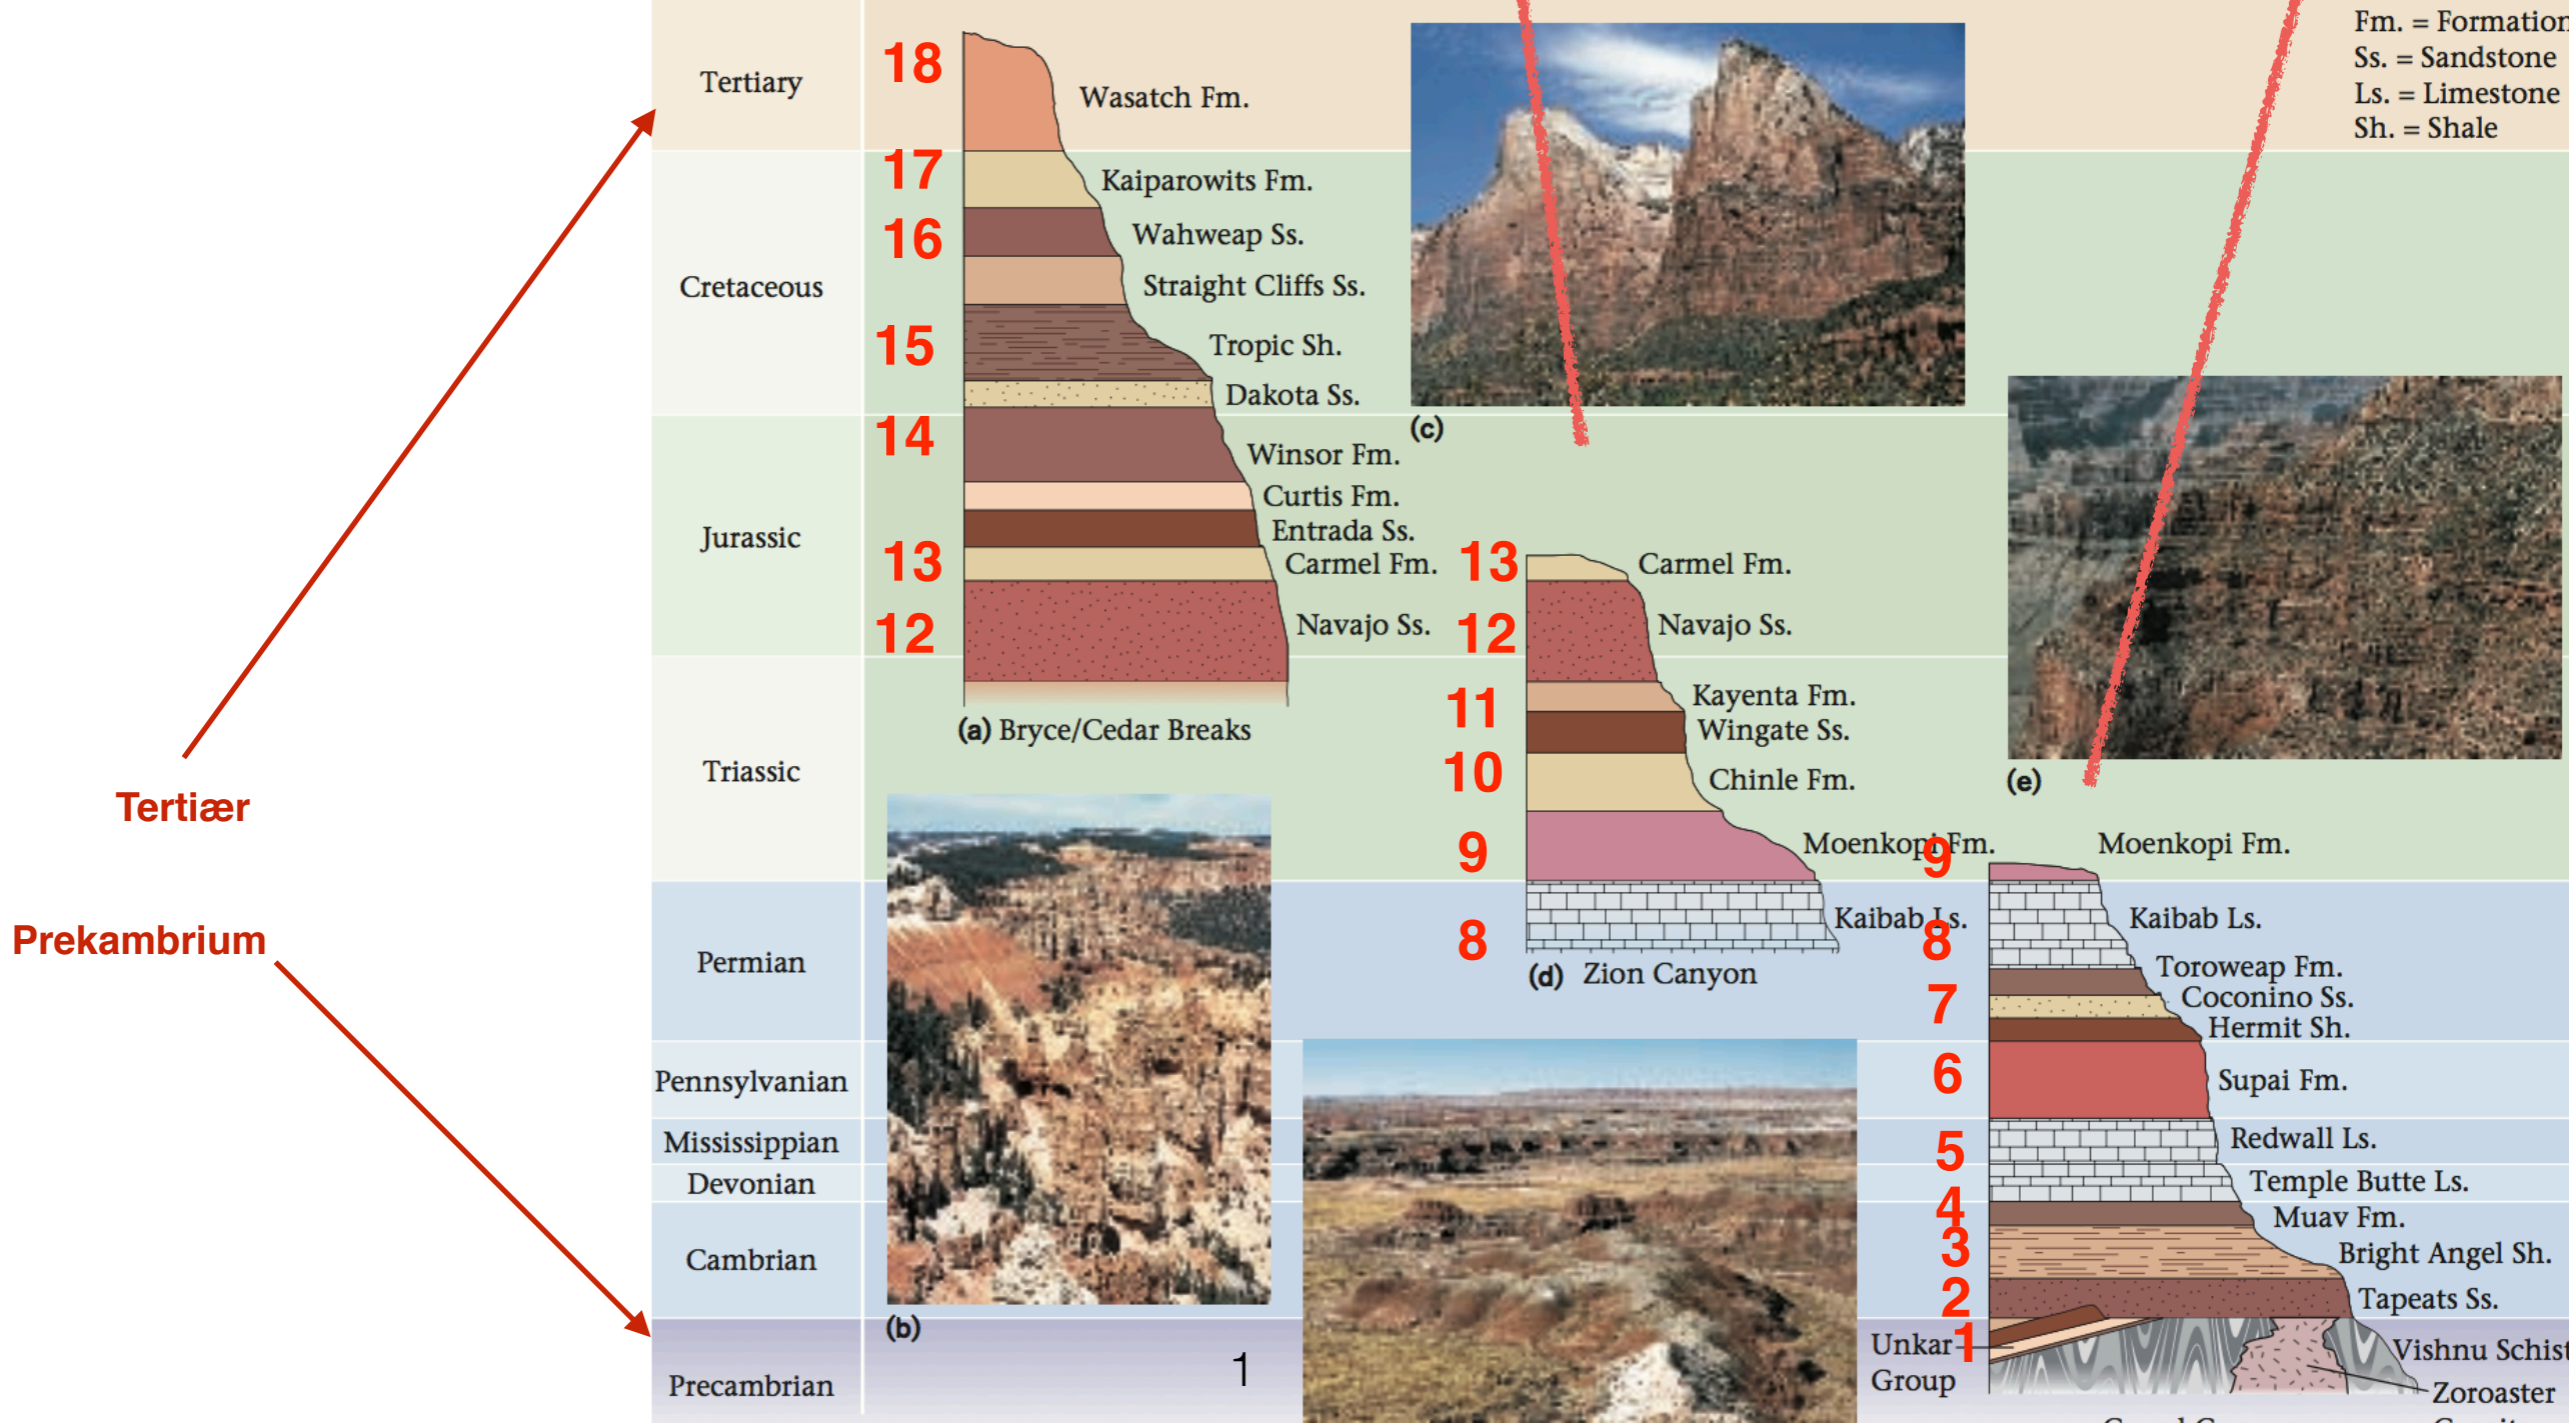 Fm. = Formation
Ss. = Sandstone
Ls. = Limestone
Sh. = Shale
Tertiary
Cretaceous
Jurassic
Triassic
Permian
Pennsylvanian
Mississippian
Devonian
Cambrian
Precambrian
Tertiær
Prekambrium
18
Wasatch Fm.
17
Kaiparowits Fm.
16
Wahweap Ss.
Straight Cliffs Ss.
15
Tropic Sh.
Dakota Ss.
14
Winsor Fm.
Curtis Fm.
Entrada Ss.
13
Carmel Fm.
12
Navajo Ss.
(a) Bryce/Cedar Breaks
(b)
1
(c)
13
Carmel Fm.
12
Navajo Ss.
11
Kayenta Fm.
Wingate Ss.
10
Chinle Fm.
9
Moenkopi Fm.
8
Kaibab Ls.
(d) Zion Canyon
(e)
9
Moenkopi Fm.
8
Kaibab Ls.
Toroweap Fm.
7
Coconino Ss.
Hermit Sh.
6
Supai Fm.
5
Redwall Ls.
Temple Butte Ls.
4
Muav Fm.
3
Bright Angel Sh.
2
Tapeats Ss.
1
Unkar
Group
Vishnu Schist
Zoroaster